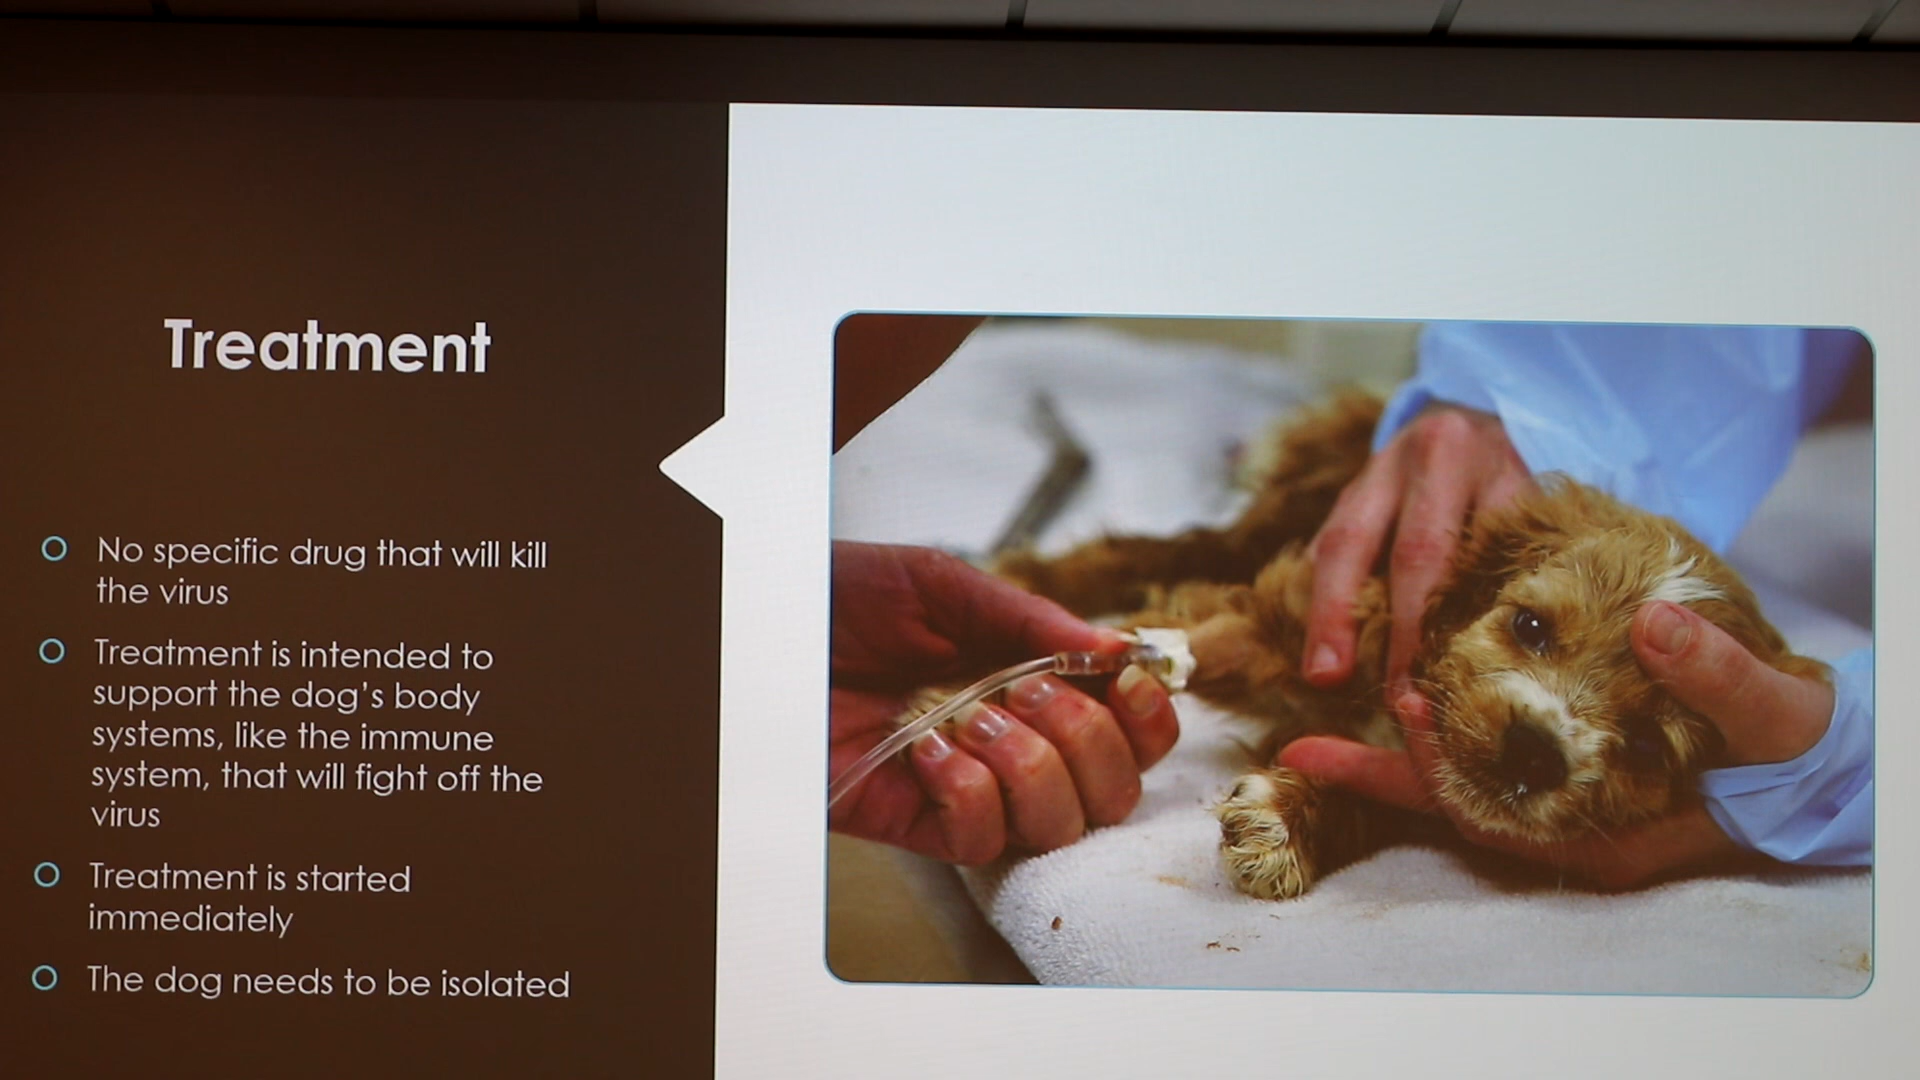 Treatment
No specific drug that will kill
the virus
Treatment is intended to
support the dog's body
systems, like the immune
system, that will fight off the
virus
Treatment is started
immediately
The dog needs to be isolated